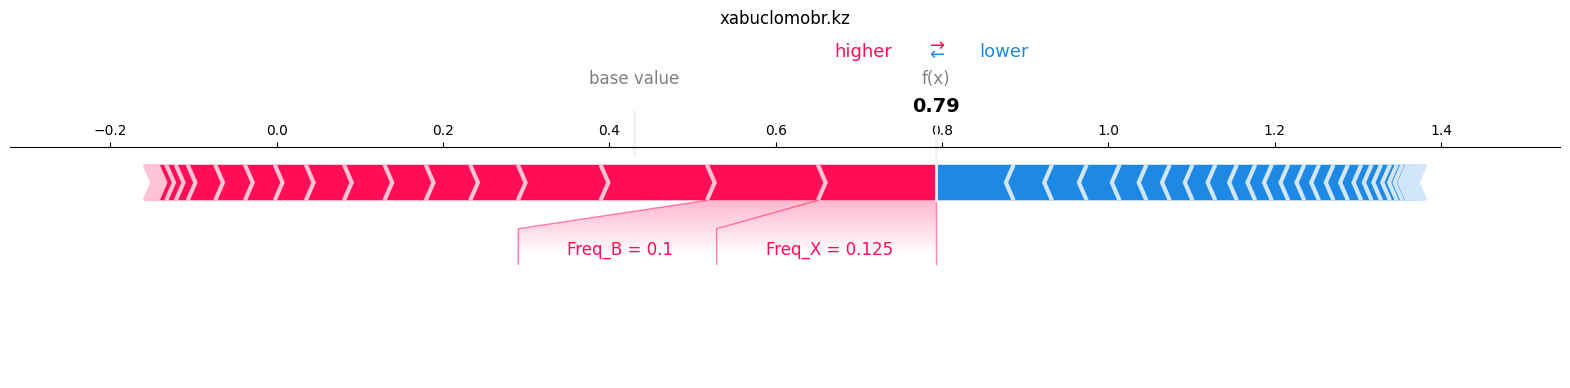 xabuclomobr.kz
higher ⇄ lower
base value f(x)
0.79
−0.2 0.0 0.2 0.4 0.6 0.8 1.0 1.2 1.4
Freq_B = 0.1 Freq_X = 0.125